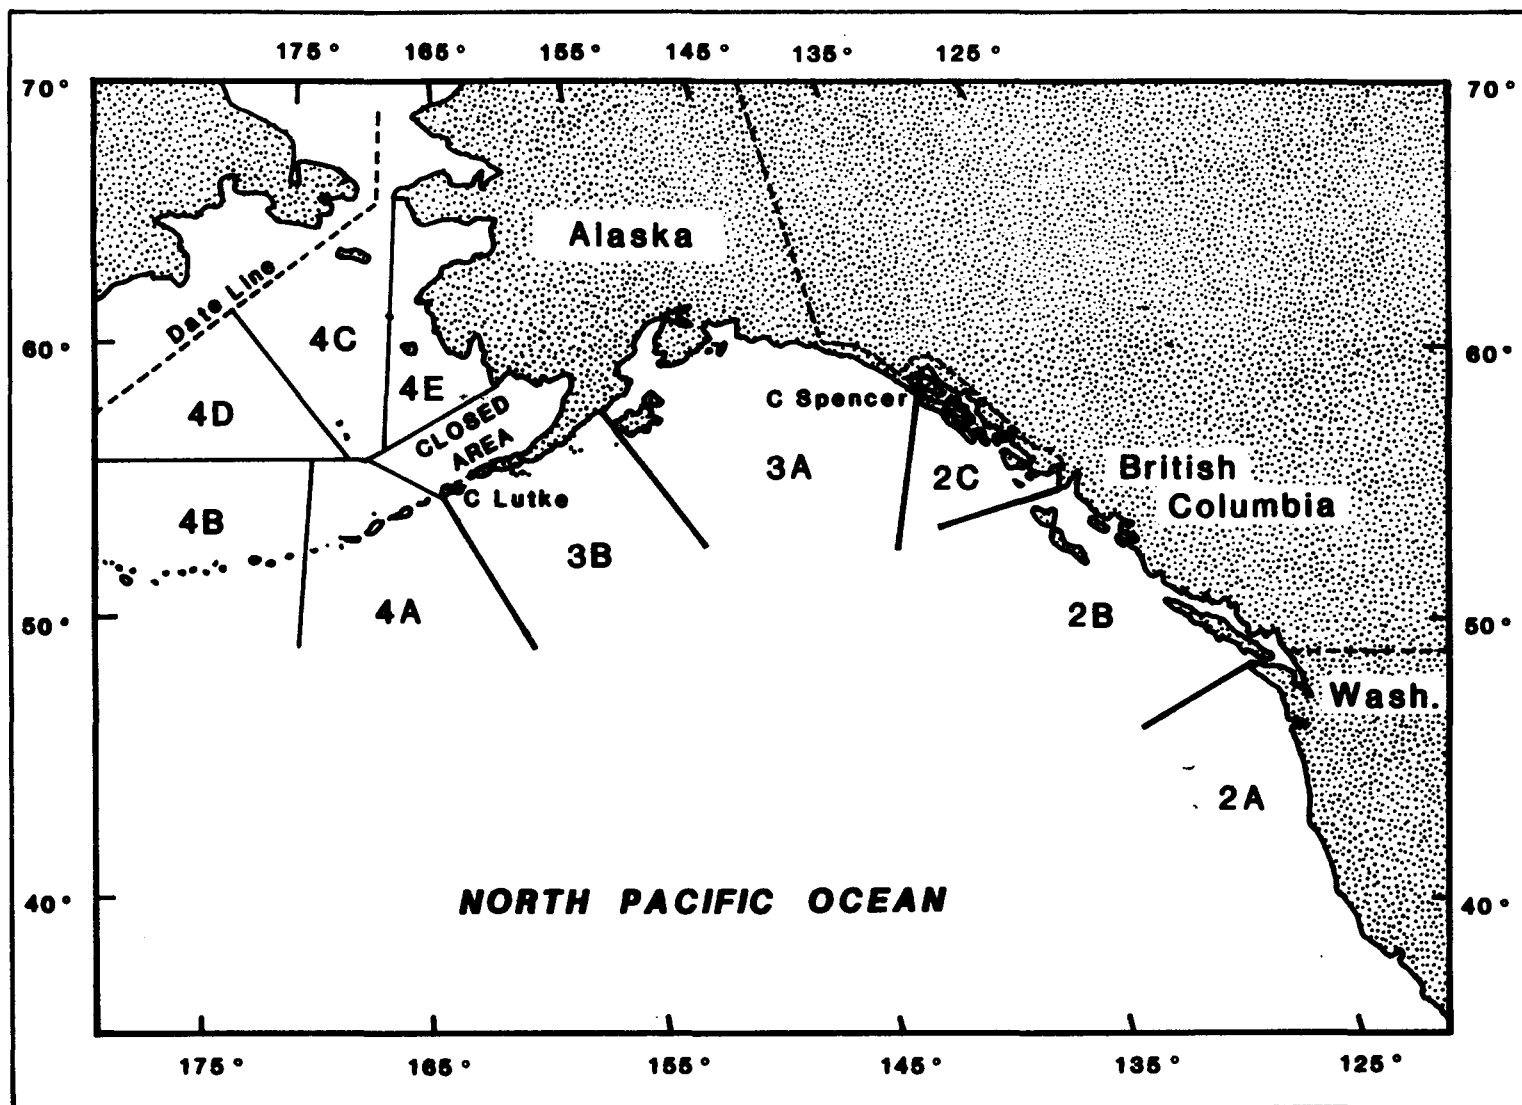 175° 165° 155° 145° 135° 125°
70° 70°
Alaska
Date Line
4C
60° 60°
4E
4D
CLOSED
AREA
C Spencer
3A
2C
British
Columbia
C Lutke
4B
3B
4A
2B
50° 50°
Wash.
2A
NORTH PACIFIC OCEAN
40° 40°
175° 165° 155° 145° 135° 125°